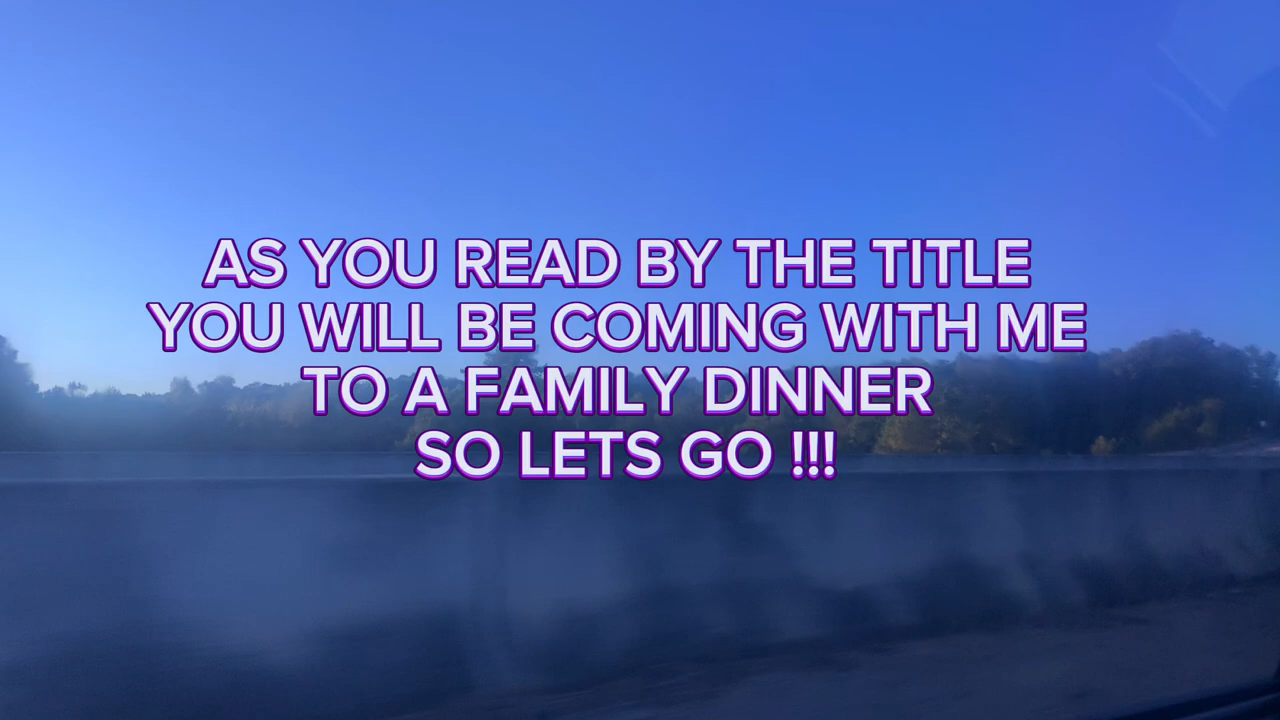 AS YOU READ BY THE TITLE
YOU WILL BE COMING WITH ME
TO A FAMILY DINNER
SO LETS GO !!!